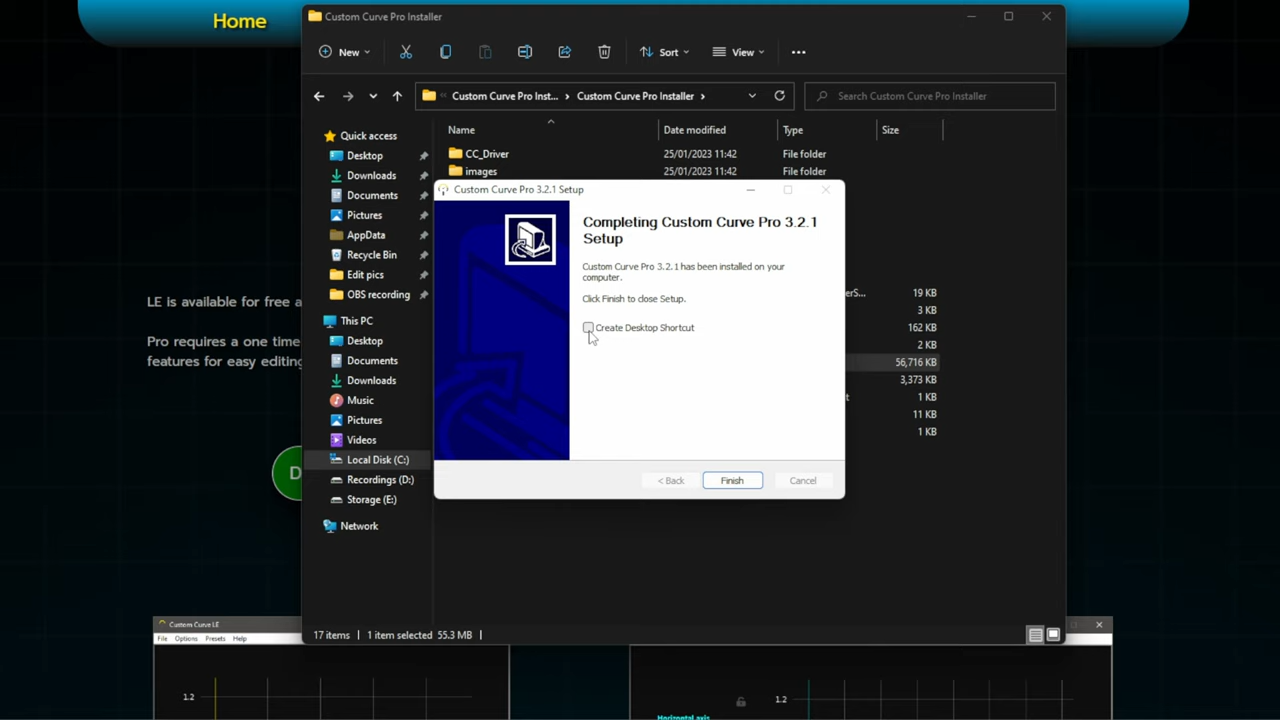 Home
Custom Curve Pro Installer
New
Sort
View
Custom Curve Pro Inst...
Custom Curve Pro Installer
Search Custom Curve Pro Installer
Name
Date modified
Type
Size
Quick access
Desktop
Downloads
Documents
Pictures
AppData
Recycle Bin
Edit pics
OBS recording
This PC
Desktop
Documents
Downloads
Music
Pictures
Videos
Local Disk (C:)
Recordings (D:)
Storage (E:)
Network
CC_Driver
25/01/2023 11:42
File folder
images
25/01/2023 11:42
File folder
Custom Curve Pro 3.2.1 Setup
Completing Custom Curve Pro 3.2.1
Setup
Custom Curve Pro 3.2.1 has been installed on your
computer.
Click Finish to close Setup.
Create Desktop Shortcut
< Back
Finish
Cancel
19 KB
3 KB
162 KB
2 KB
56,716 KB
3,373 KB
1 KB
11 KB
1 KB
17 items
1 item selected 55.3 MB
LE is available for free a
Pro requires a one time
features for easy editing
D
Custom Curve LE
File Options Presets Help
1.2
1.2
Horizontal axis